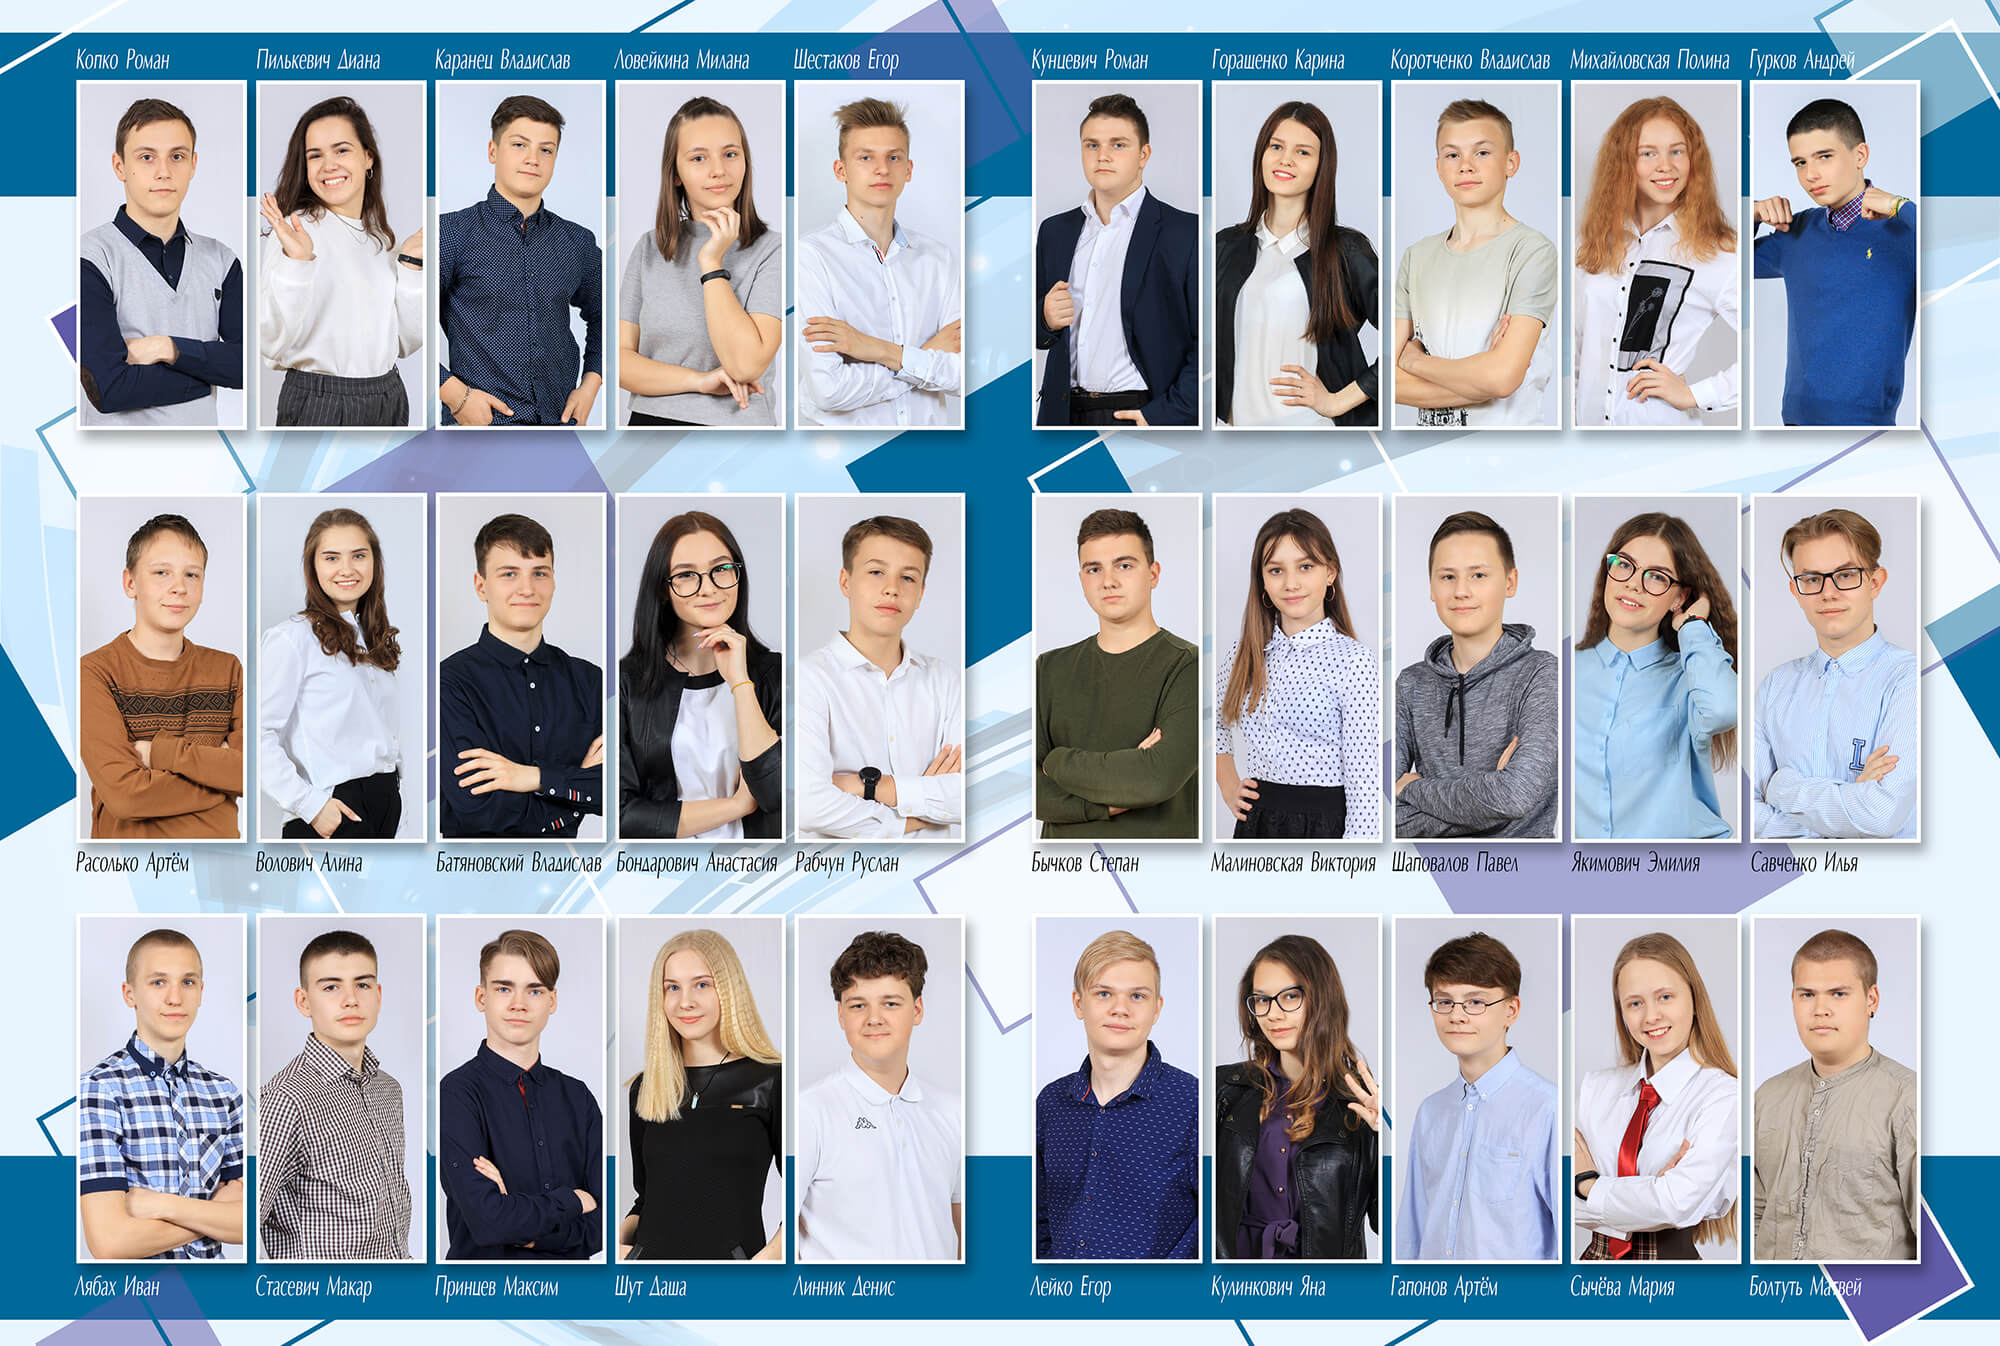 Копко Роман
Пилькевич Диана
Каранец Владислав
Ловейкина Милана
Шестаков Егор
Кунцевич Роман
Горащенко Карина
Коротченко Владислав
Михайловская Полина
Гурков Андрей
Расолько Артём
Волович Алина
Батяновский Владислав
Бондарович Анастасия
Рабчун Руслан
Бычков Степан
Малиновская Виктория
Шаповалов Павел
Якимович Эмилия
Савченко Илья
Лябах Иван
Стасевич Макар
Принцев Максим
Шут Даша
Линник Денис
Лейко Егор
Кулинкович Яна
Гапонов Артём
Сычёва Мария
Болтуть Матвей